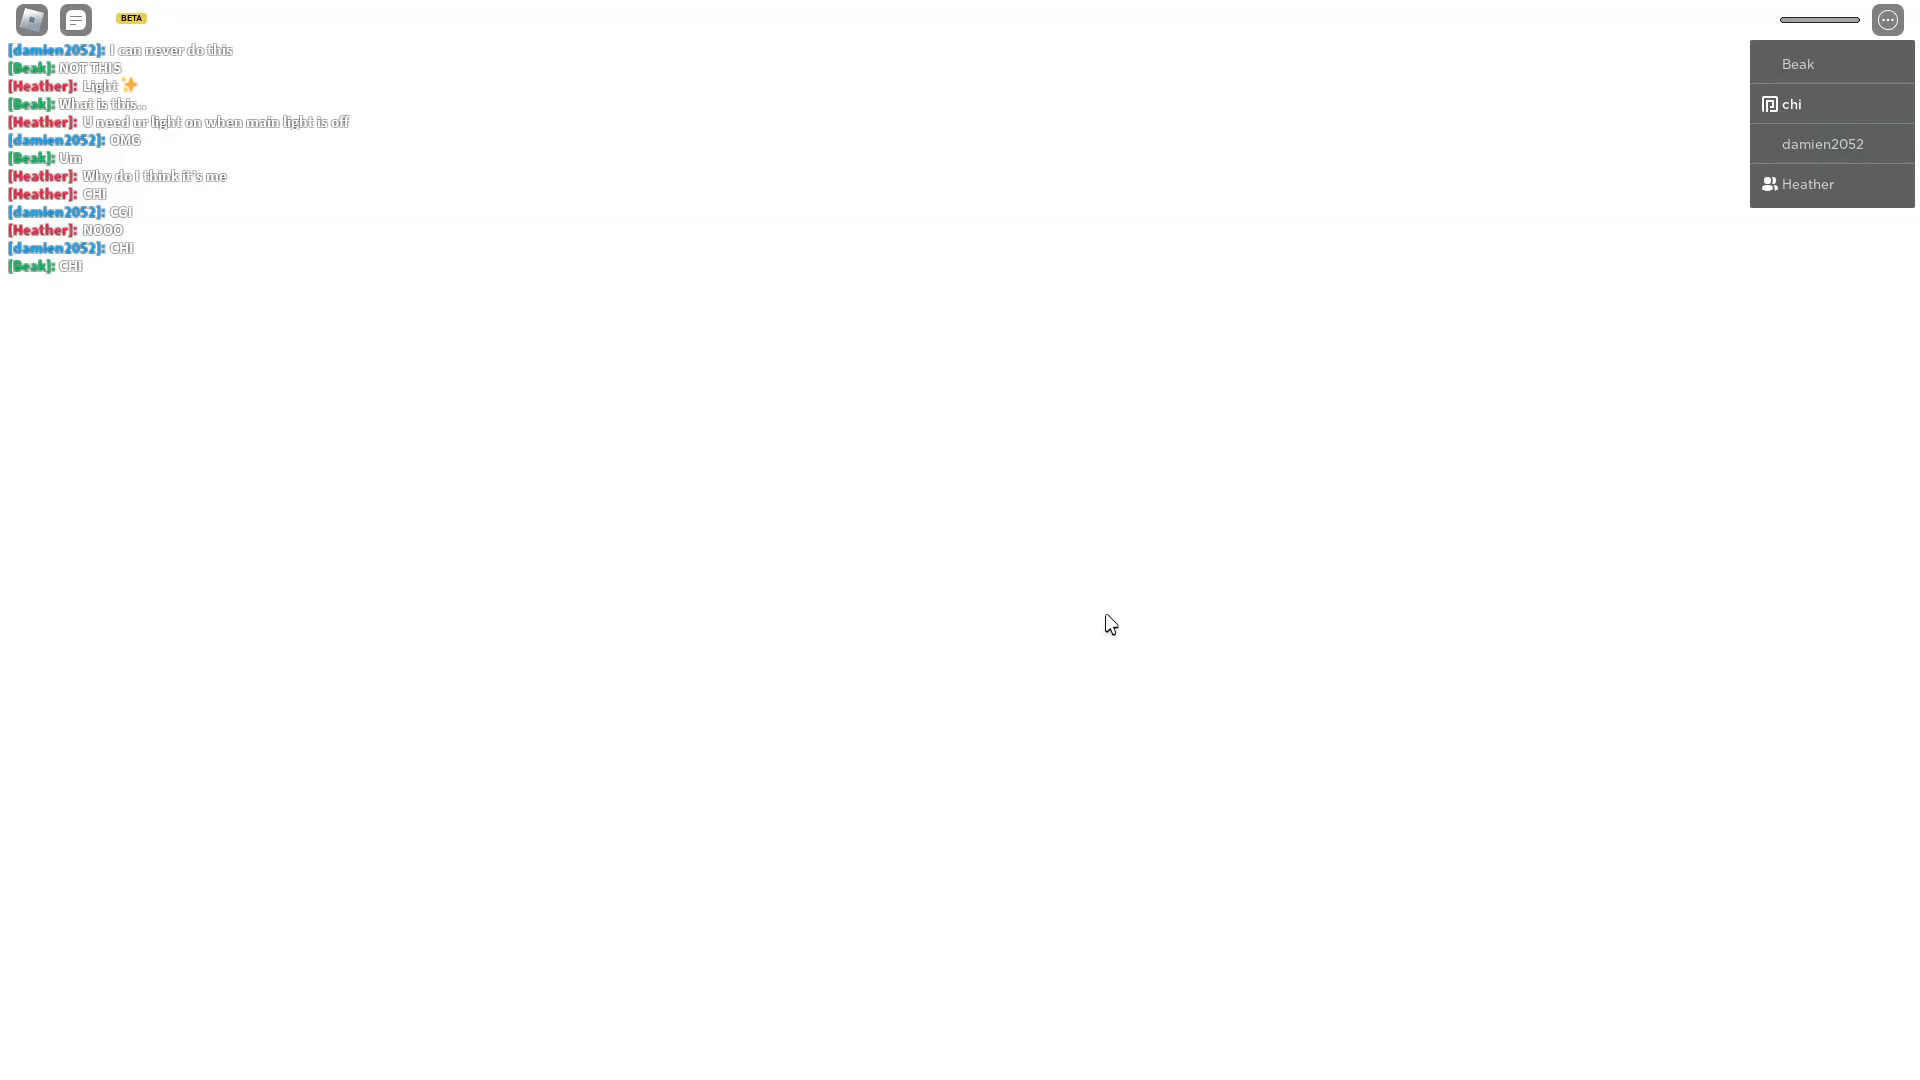 BETA
[damien2052]: I can never do this
[Beak]: NOT THIS
[Heather]: Light ✨
[Beak]: What is this..
[Heather]: U need ur light on when main light is off
[damien2052]: OMG
[Beak]: Um
[Heather]: Why do I think it's me
[Heather]: CHI
[damien2052]: CGI
[Heather]: NOOO
[damien2052]: CHI
[Beak]: CHI
Beak
chi
damien2052
Heather